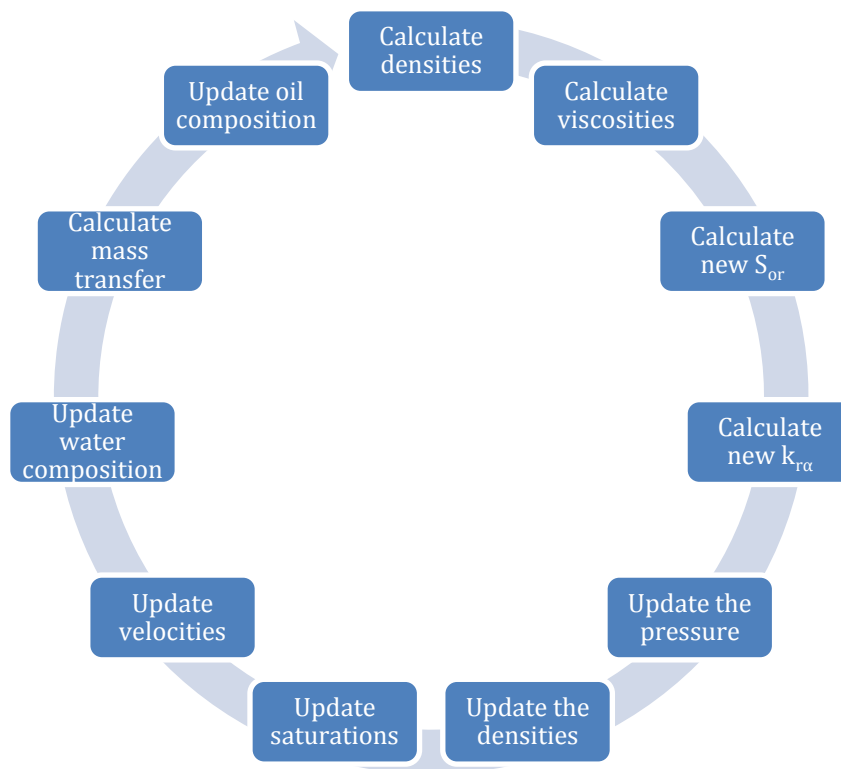 Calculate
densities
Calculate
viscosities
Calculate
new Sₒᵣ
Calculate
new kᵣα
Update the
pressure
Update the
densities
Update
saturations
Update
velocities
Update
water
composition
Calculate
mass
transfer
Update oil
composition